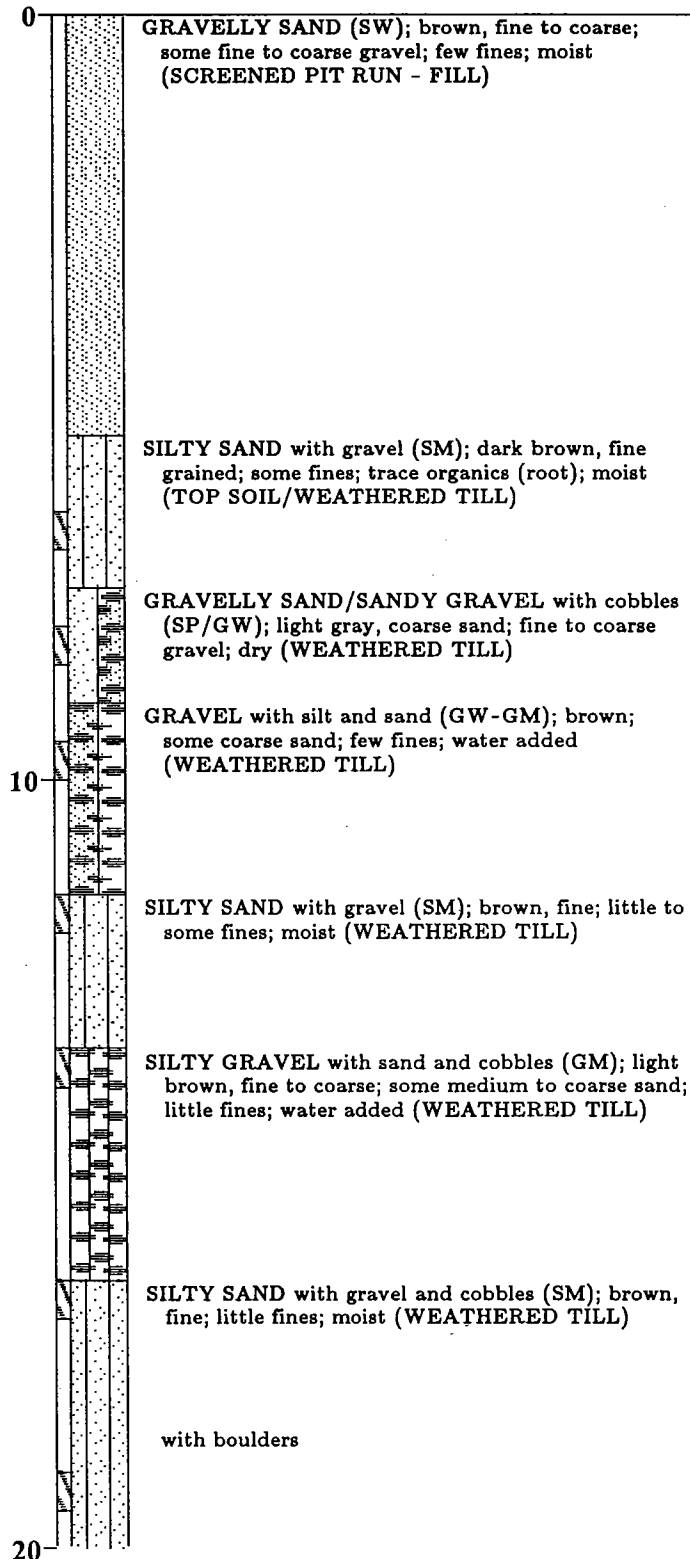 0
GRAVELLY SAND (SW); brown, fine to coarse;
some fine to coarse gravel; few fines; moist
(SCREENED PIT RUN - FILL)
SILTY SAND with gravel (SM); dark brown, fine
grained; some fines; trace organics (root); moist
(TOP SOIL/WEATHERED TILL)
GRAVELLY SAND/SANDY GRAVEL with cobbles
(SP/GW); light gray, coarse sand; fine to coarse
gravel; dry (WEATHERED TILL)
GRAVEL with silt and sand (GW-GM); brown;
some coarse sand; few fines; water added
(WEATHERED TILL)
10
SILTY SAND with gravel (SM); brown, fine; little to
some fines; moist (WEATHERED TILL)
SILTY GRAVEL with sand and cobbles (GM); light
brown, fine to coarse; some medium to coarse sand;
little fines; water added (WEATHERED TILL)
SILTY SAND with gravel and cobbles (SM); brown,
fine; little fines; moist (WEATHERED TILL)
with boulders
20